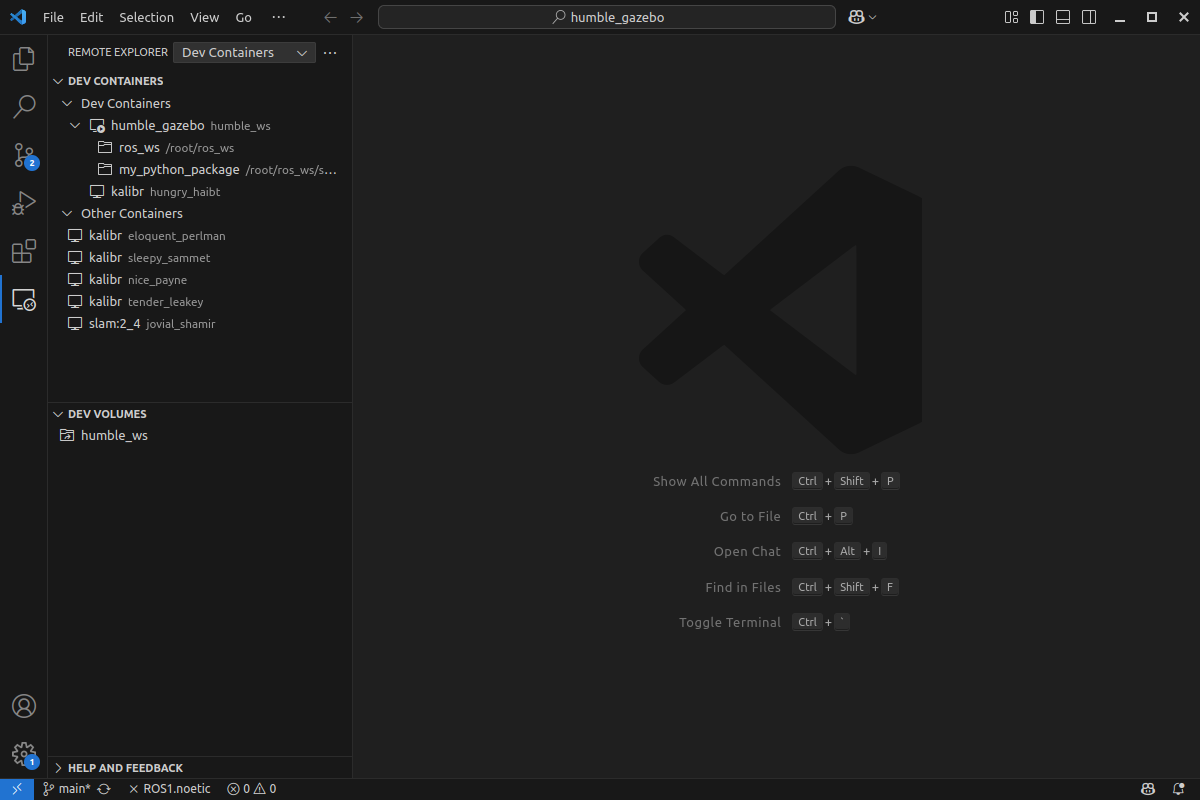 File Edit Selection View Go ··· humble_gazebo
REMOTE EXPLORER Dev Containers ···
DEV CONTAINERS
Dev Containers
humble_gazebo humble_ws
ros_ws /root/ros_ws
my_python_package /root/ros_ws/s...
kalibr hungry_haibt
Other Containers
kalibr eloquent_perlman
kalibr sleepy_sammet
kalibr nice_payne
kalibr tender_leakey
slam:2_4 jovial_shamir
2
DEV VOLUMES
humble_ws
Show All Commands Ctrl + Shift + P
Go to File Ctrl + P
Open Chat Ctrl + Alt + I
Find in Files Ctrl + Shift + F
Toggle Terminal Ctrl + `
1
HELP AND FEEDBACK
main* ROS1.noetic 0 0